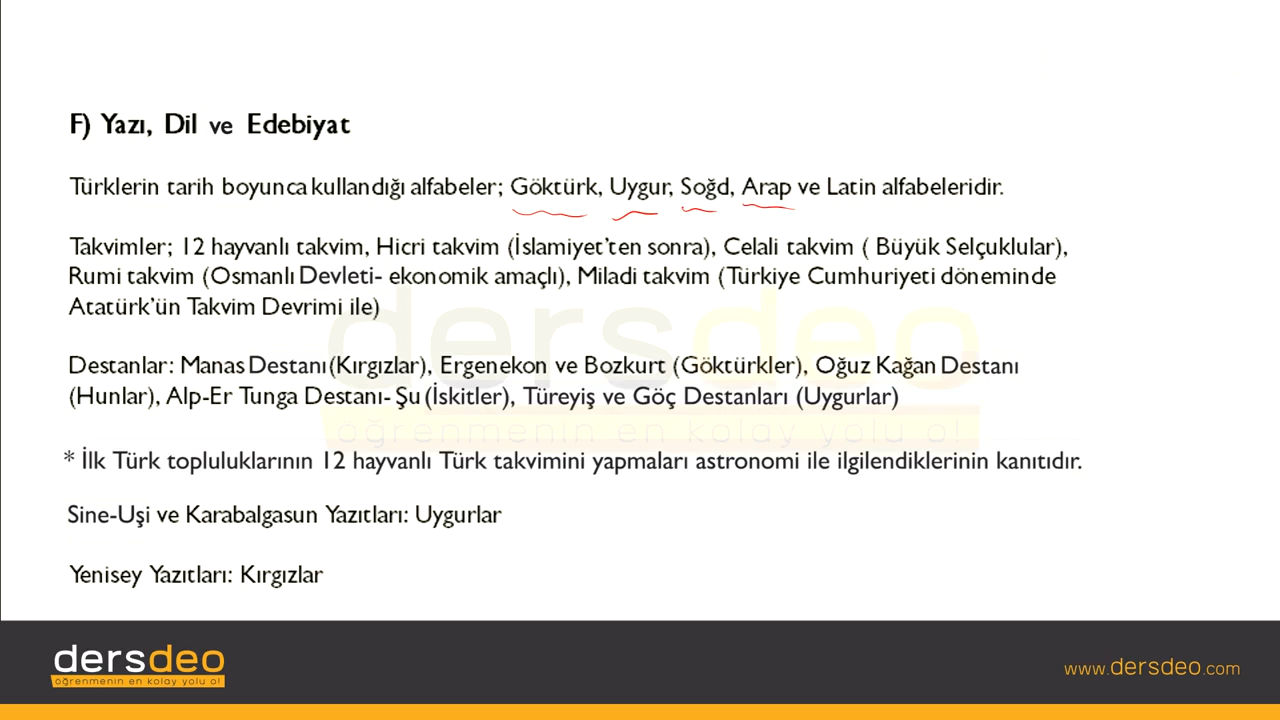 F) Yazı, Dil ve Edebiyat
Türklerin tarih boyunca kullandığı alfabeler; Göktürk, Uygur, Soğd, Arap ve Latin alfabeleridir.
Takvimler; 12 hayvanlı takvim, Hicri takvim (İslamiyet’ten sonra), Celali takvim ( Büyük Selçuklular),
Rumi takvim (Osmanlı Devleti- ekonomik amaçlı), Miladi takvim (Türkiye Cumhuriyeti döneminde
Atatürk’ün Takvim Devrimi ile)
dersdeo
Destanlar: Manas Destanı(Kırgızlar), Ergenekon ve Bozkurt (Göktürkler), Oğuz Kağan Destanı
(Hunlar), Alp-Er Tunga Destanı- Şu (İskitler), Türeyiş ve Göç Destanları (Uygurlar)
öğrenmenin en kolay yolu o!
* İlk Türk topluluklarının 12 hayvanlı Türk takvimini yapmaları astronomi ile ilgilendiklerinin kanıtıdır.
Sine-Uşi ve Karabalgasun Yazıtları: Uygurlar
Yenisey Yazıtları: Kırgızlar
dersdeo
öğrenmenin en kolay yolu o!
www.dersdeo.com